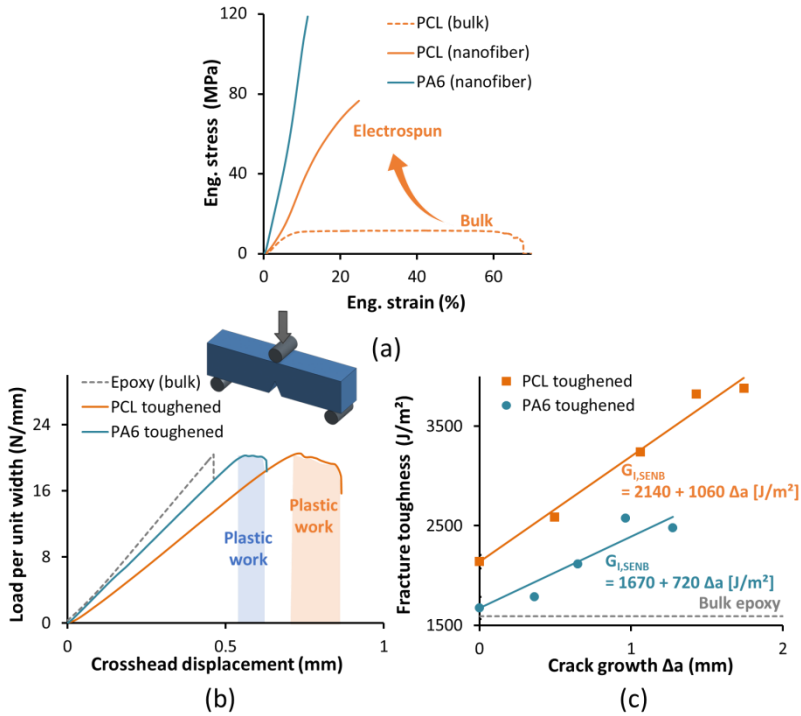 120
80
40
0
0
20
40
60
Eng. stress (MPa)
Eng. strain (%)
PCL (bulk)
PCL (nanofiber)
PA6 (nanofiber)
Electrospun
Bulk
(a)
Epoxy (bulk)
PCL toughened
PA6 toughened
24
16
8
0
0
0.5
1
Load per unit width (N/mm)
Crosshead displacement (mm)
Plastic
work
Plastic
work
(b)
PCL toughened
PA6 toughened
3500
2500
1500
0
1
2
Fracture toughness (J/m²)
Crack growth Δa (mm)
G I,SENB
= 2140 + 1060 Δa [J/m²]
G I,SENB
= 1670 + 720 Δa [J/m²]
Bulk epoxy
(c)